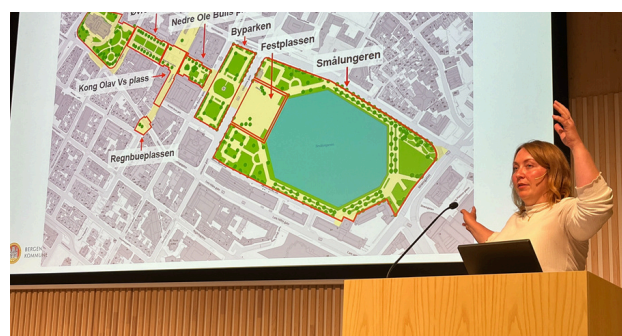 Nedre Ole Bulls p
Byparken
Festplassen
Smålungeren
Kong Olav Vs plass
Regnbueplassen
BERGEN
KOMMUNE